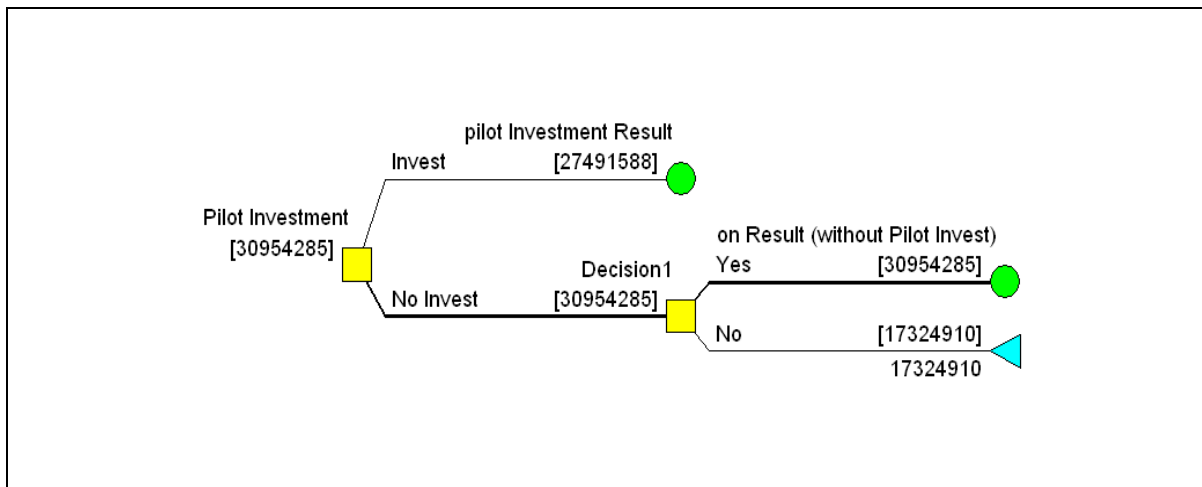 pilot Investment Result
Invest [27491588]
Pilot Investment
[30954285]
on Result (without Pilot Invest)
Yes [30954285]
Decision1
No Invest [30954285]
No [17324910]
17324910